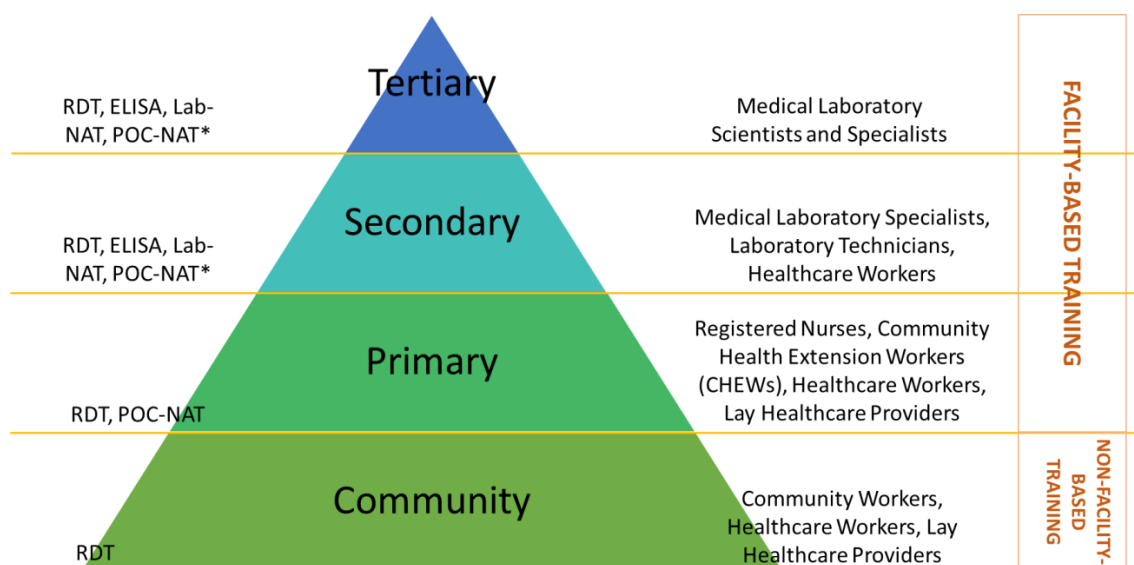 Tertiary
RDT, ELISA, Lab-
NAT, POC-NAT*
Medical Laboratory
Scientists and Specialists
FACILITY-BASED TRAINING
Secondary
RDT, ELISA, Lab-
NAT, POC-NAT*
Medical Laboratory Specialists,
Laboratory Technicians,
Healthcare Workers
Primary
RDT, POC-NAT
Registered Nurses, Community
Health Extension Workers
(CHEWs), Healthcare Workers,
Lay Healthcare Providers
Community
RDT
Community Workers,
Healthcare Workers, Lay
Healthcare Providers
NON-FACILITY-
BASED
TRAINING